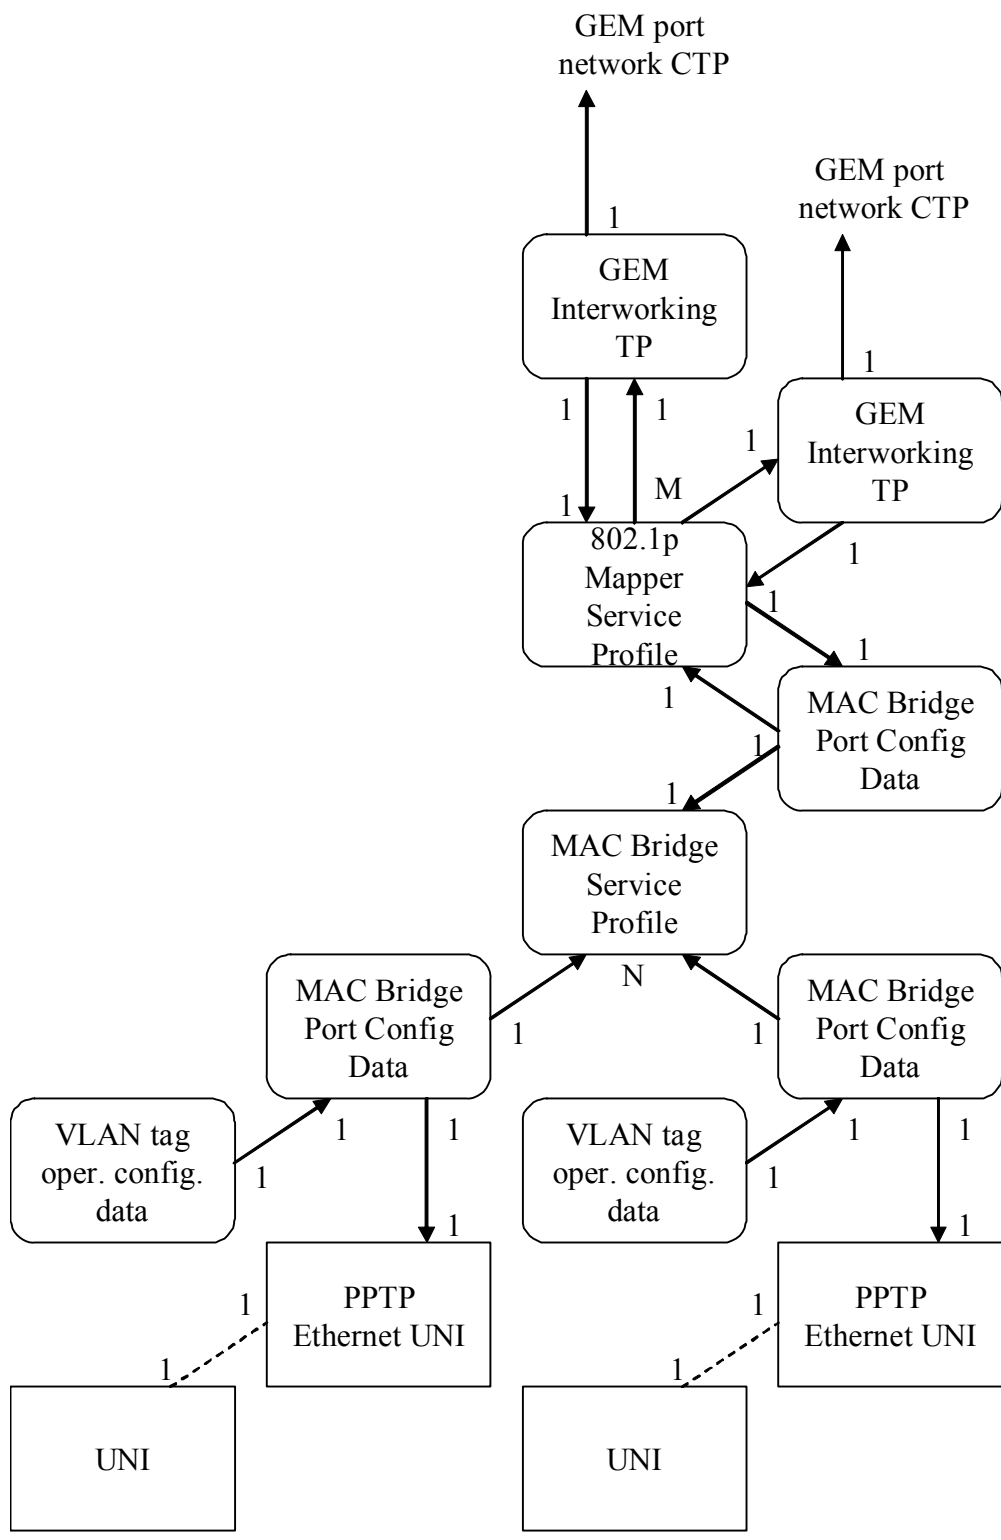 GEM port
network CTP
GEM port
network CTP
1
GEM
Interworking
TP
1
1
1
1
GEM
Interworking
TP
M
1
1
802.1p
Mapper
Service
Profile
1
1
1
MAC Bridge
Port Config
Data
1
1
MAC Bridge
Service
Profile
N
MAC Bridge
Port Config
Data
1
MAC Bridge
Port Config
Data
1
VLAN tag
oper. config.
data
1
1
1
1
VLAN tag
oper. config.
data
1
1
1
1
PPTP
Ethernet UNI
1
1
PPTP
Ethernet UNI
1
1
UNI
UNI